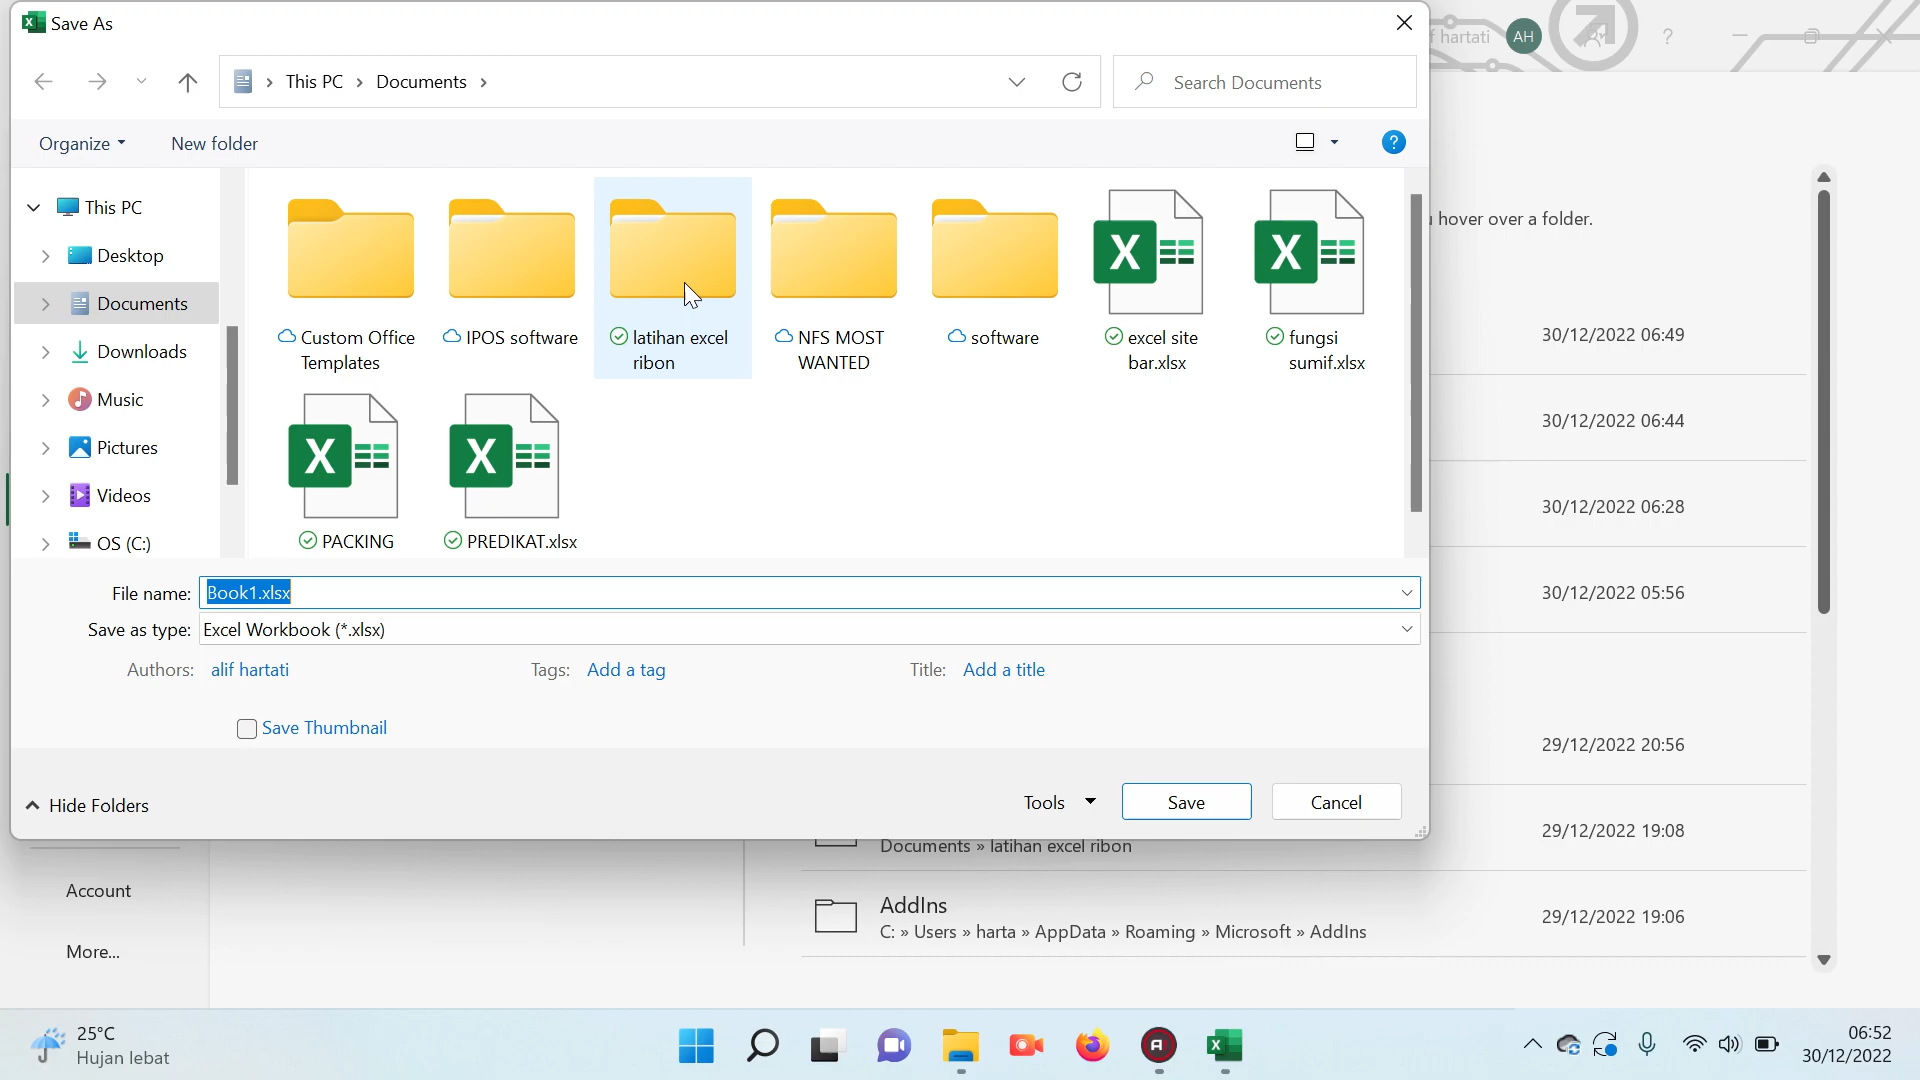 Save As
f hartati
AH
?
This PC
Documents
Search Documents
Organize
New folder
?
This PC
Desktop
Documents
Downloads
Music
Pictures
Videos
OS (C:)
Custom Office
Templates
IPOS software
latihan excel
ribon
NFS MOST
WANTED
software
excel site
bar.xlsx
fungsi
sumif.xlsx
PACKING
PREDIKAT.xlsx
hover over a folder.
30/12/2022 06:49
30/12/2022 06:44
30/12/2022 06:28
30/12/2022 05:56
29/12/2022 20:56
29/12/2022 19:08
29/12/2022 19:06
File name: Book1.xlsx
Save as type: Excel Workbook (*.xlsx)
Authors: alif hartati
Tags: Add a tag
Title: Add a title
Save Thumbnail
Hide Folders
Tools
Save
Cancel
Documents » latihan excel ribon
AddIns
C: » Users » harta » AppData » Roaming » Microsoft » AddIns
Account
More...
25°C
Hujan lebat
06:52
30/12/2022